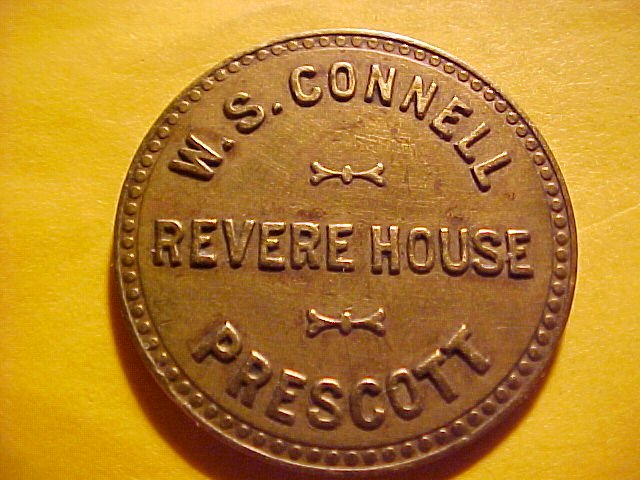 W. S. CONNELL
REVERE HOUSE
PRESCOTT